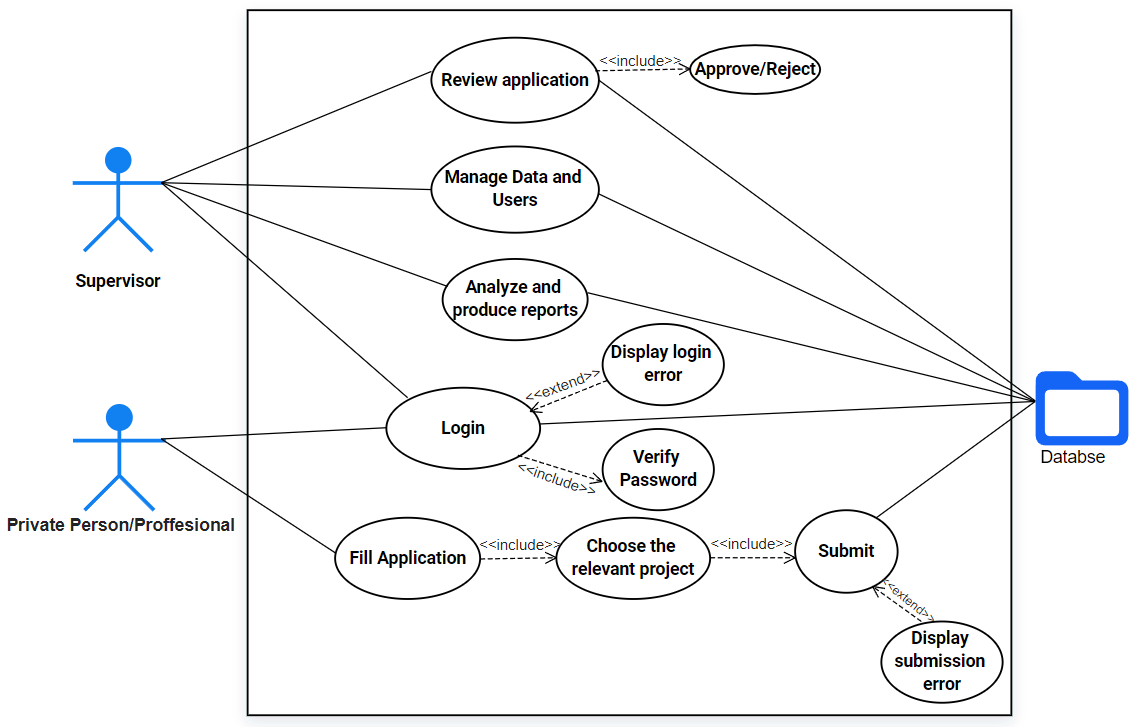 <<include>>
Approve/Reject
Review application
Manage Data and
Users
Supervisor
Analyze and
produce reports
Display login
error
<<extend>>
Login
Verify
Password
<<include>>
Databse
Private Person/Proffesional
Fill Application
<<include>>
Choose the
relevant project
<<include>>
Submit
<<extend>>
Display
submission
error